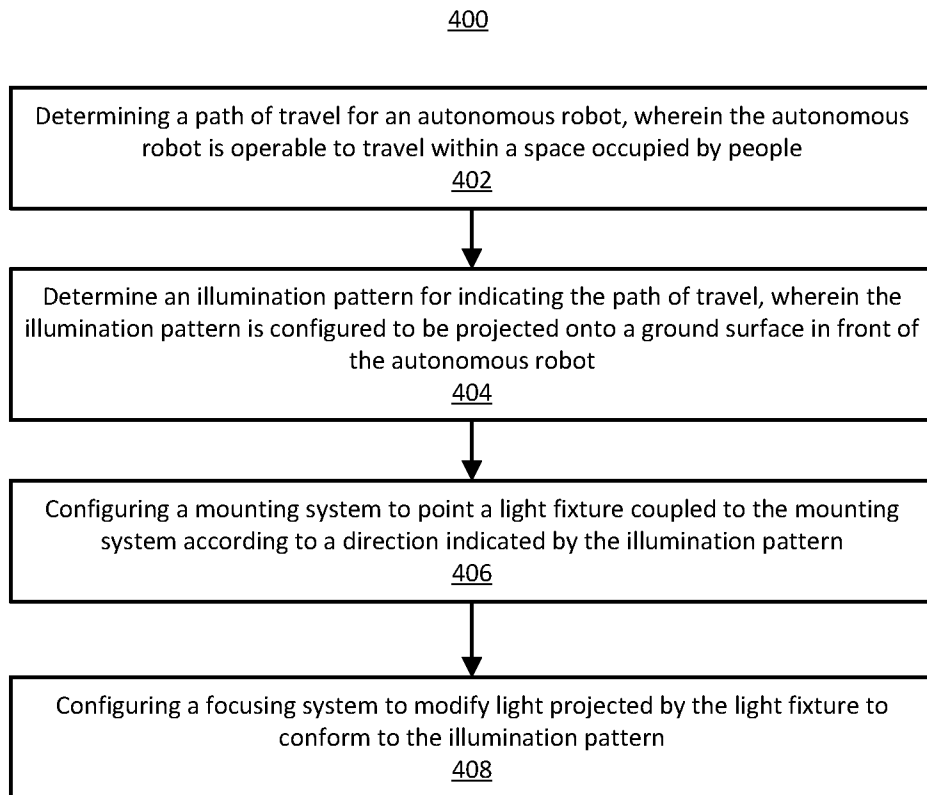 400
Determining a path of travel for an autonomous robot, wherein the autonomous
robot is operable to travel within a space occupied by people
402
Determine an illumination pattern for indicating the path of travel, wherein the
illumination pattern is configured to be projected onto a ground surface in front of
the autonomous robot
404
Configuring a mounting system to point a light fixture coupled to the mounting
system according to a direction indicated by the illumination pattern
406
Configuring a focusing system to modify light projected by the light fixture to
conform to the illumination pattern
408